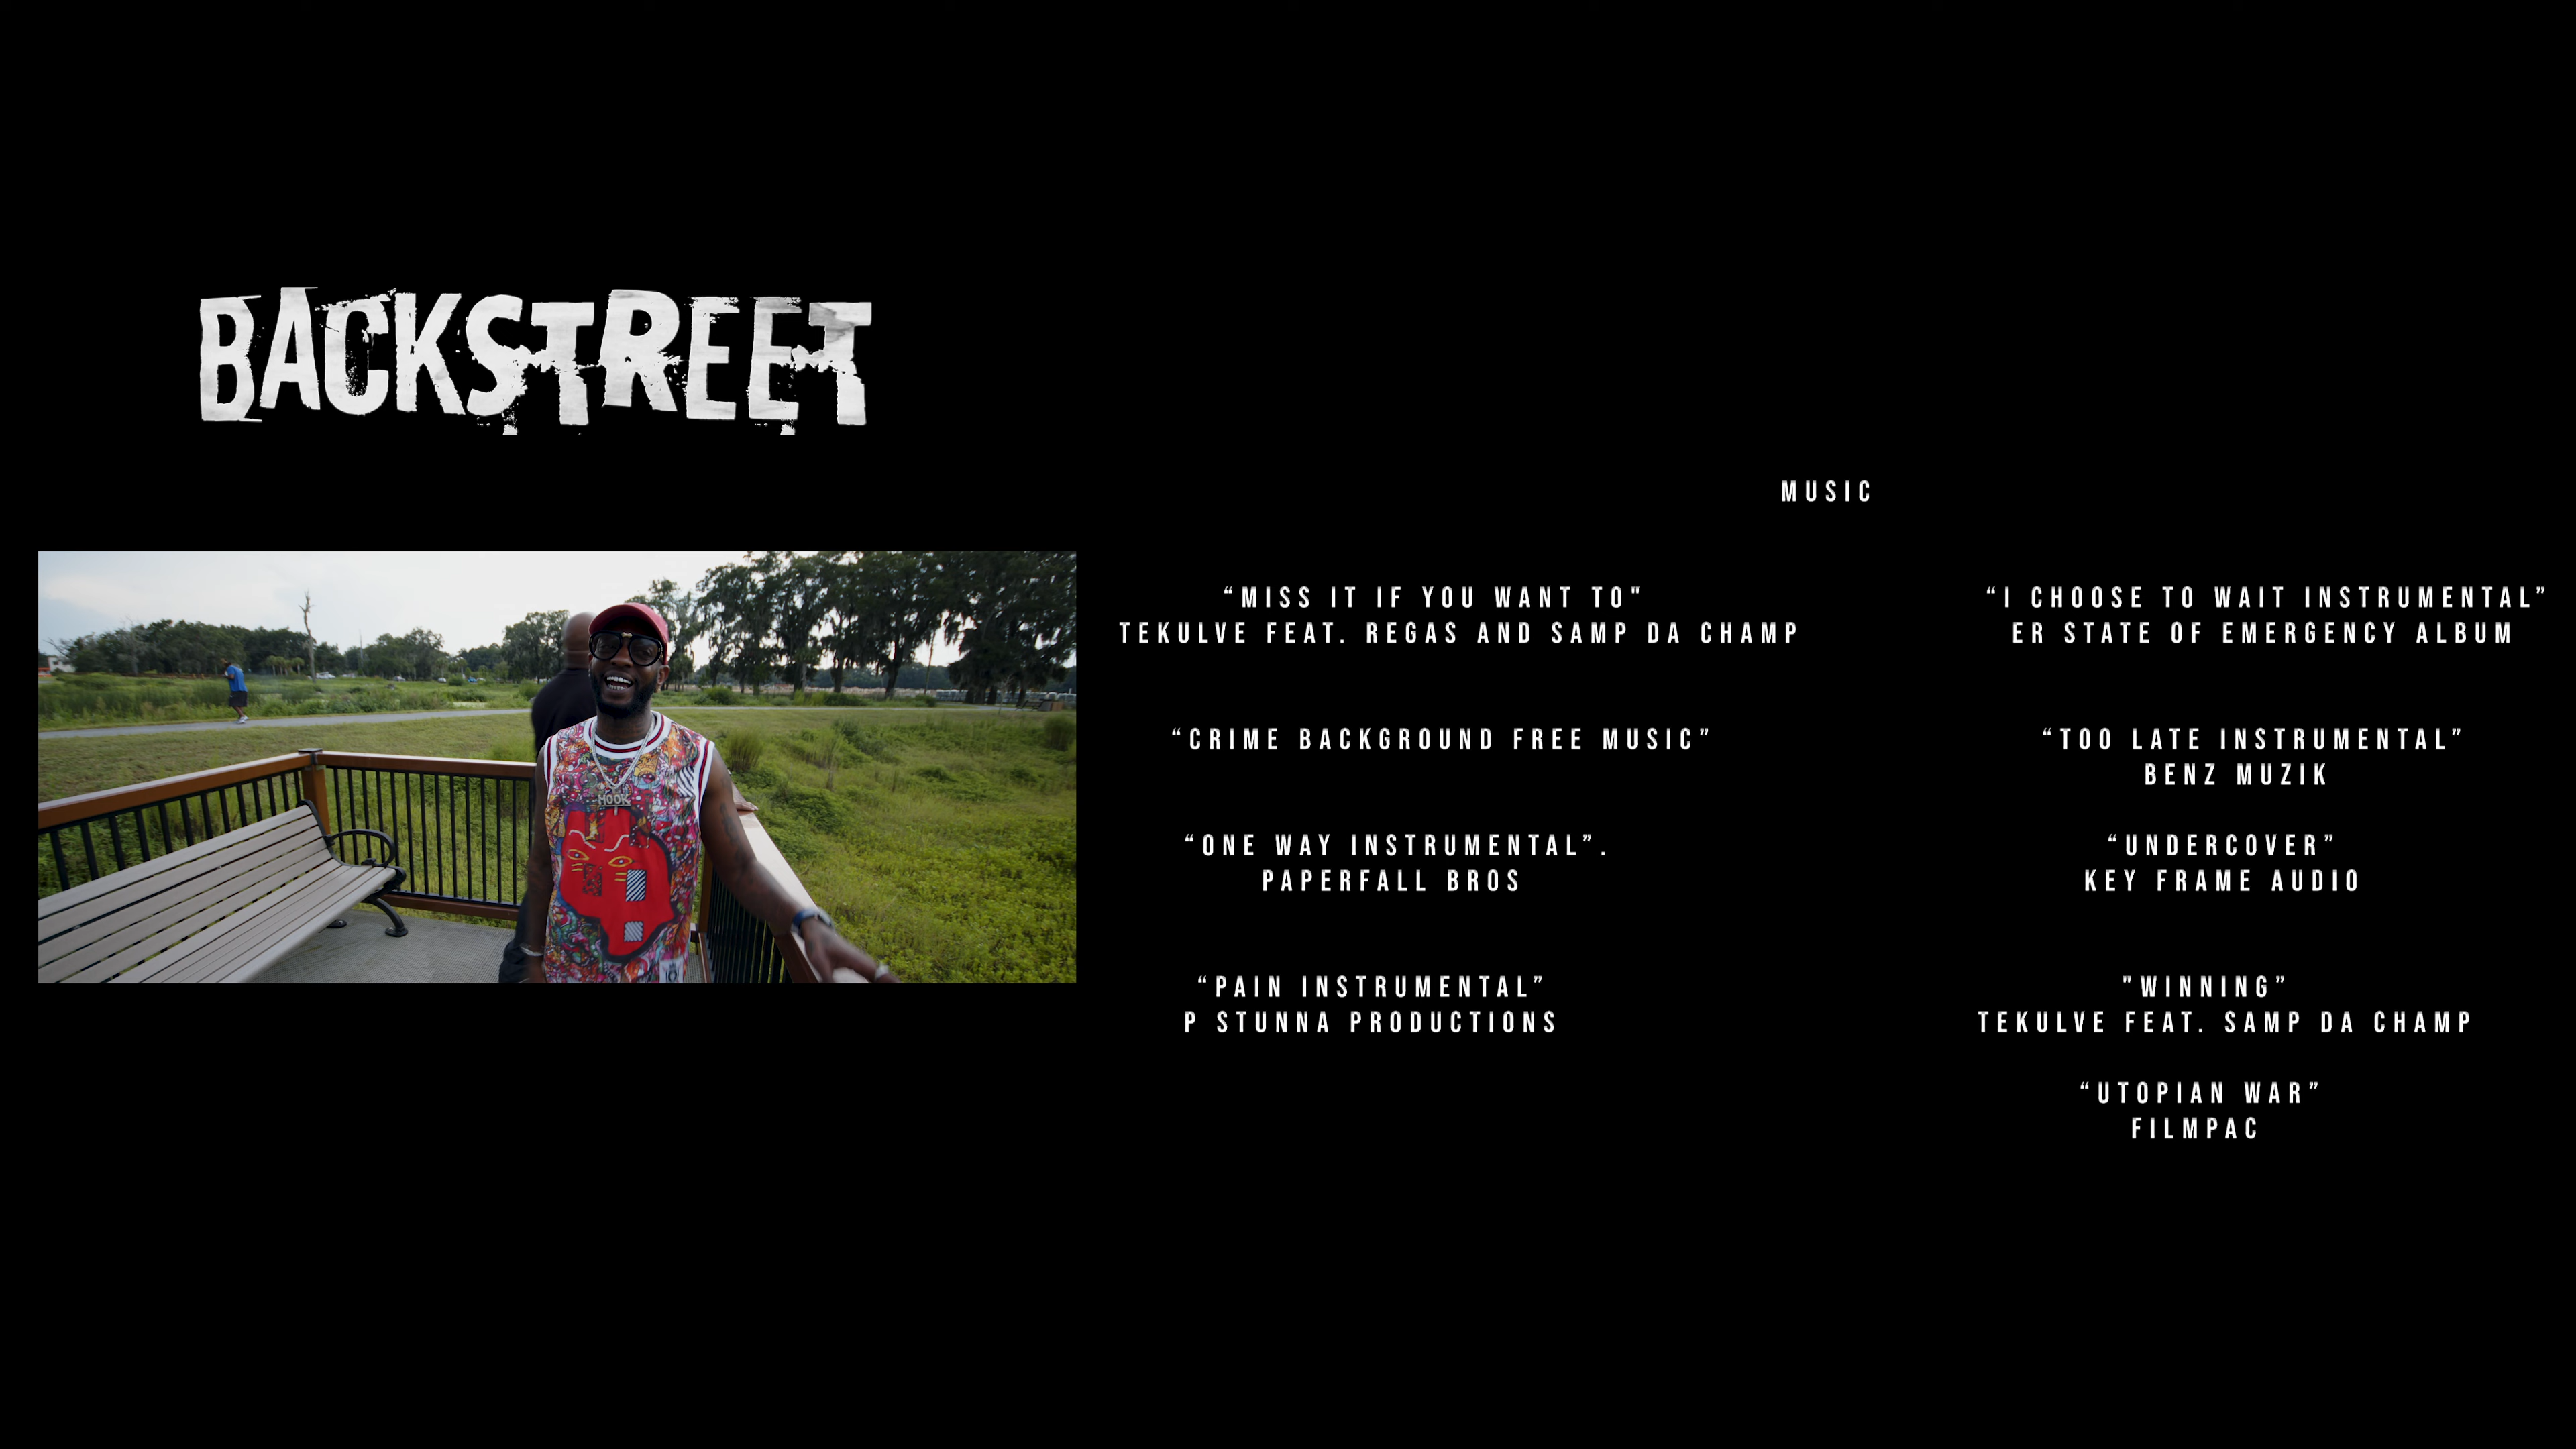 BACKSTREET
MUSIC
“MISS IT IF YOU WANT TO"
TEKULVE FEAT. REGAS AND SAMP DA CHAMP
“CRIME BACKGROUND FREE MUSIC”
“ONE WAY INSTRUMENTAL”.
PAPERFALL BROS
“PAIN INSTRUMENTAL”
P STUNNA PRODUCTIONS
“I CHOOSE TO WAIT INSTRUMENTAL”
ER STATE OF EMERGENCY ALBUM
“TOO LATE INSTRUMENTAL”
BENZ MUZIK
“UNDERCOVER”
KEY FRAME AUDIO
"WINNING”
TEKULVE FEAT. SAMP DA CHAMP
“UTOPIAN WAR”
FILMPAC